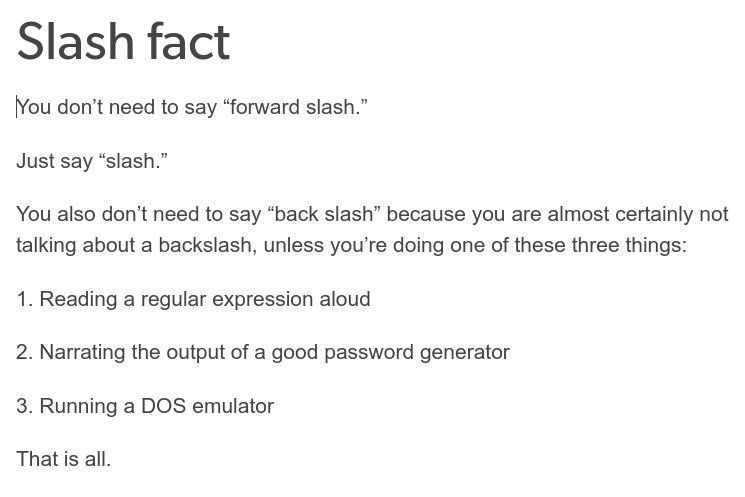 Slash fact
You don’t need to say “forward slash.”
Just say “slash.”
You also don’t need to say “back slash” because you are almost certainly not
talking about a backslash, unless you’re doing one of these three things:
1. Reading a regular expression aloud
2. Narrating the output of a good password generator
3. Running a DOS emulator
That is all.